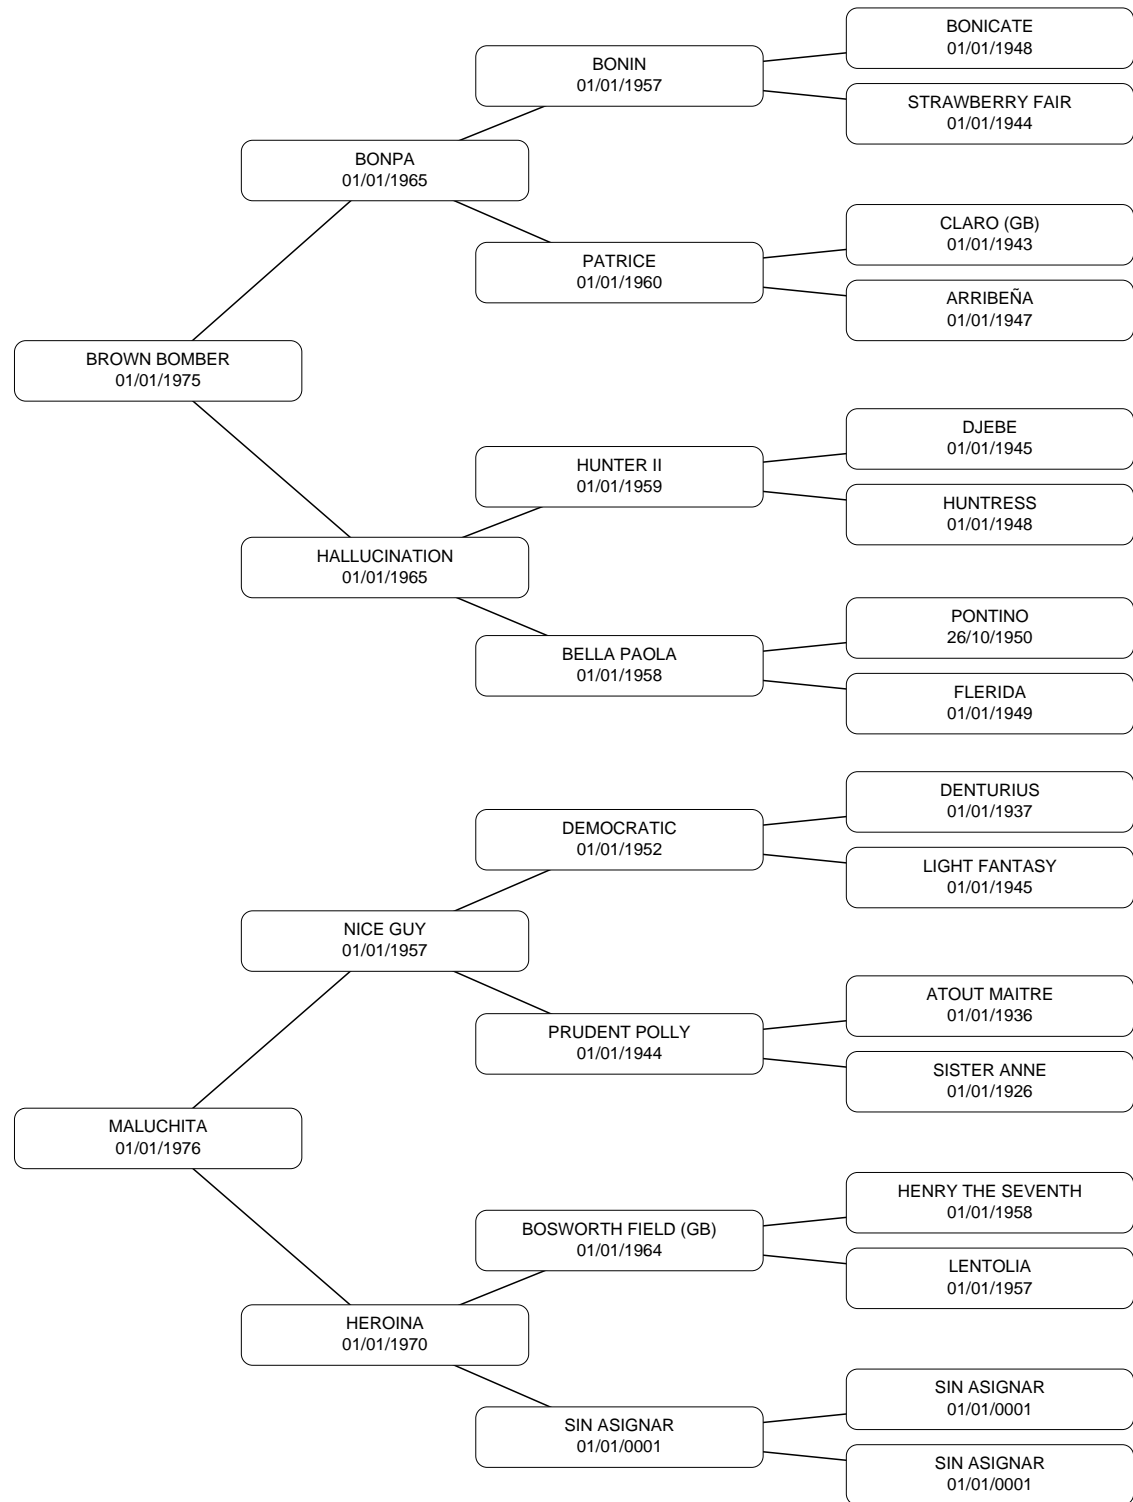 BONICATE
01/01/1948
BONIN
01/01/1957
STRAWBERRY FAIR
01/01/1944
BONPA
01/01/1965
CLARO (GB)
01/01/1943
PATRICE
01/01/1960
ARRIBEÑA
01/01/1947
BROWN BOMBER
01/01/1975
DJEBE
01/01/1945
HUNTER II
01/01/1959
HUNTRESS
01/01/1948
HALLUCINATION
01/01/1965
PONTINO
26/10/1950
BELLA PAOLA
01/01/1958
FLERIDA
01/01/1949
DENTURIUS
01/01/1937
DEMOCRATIC
01/01/1952
LIGHT FANTASY
01/01/1945
NICE GUY
01/01/1957
ATOUT MAITRE
01/01/1936
PRUDENT POLLY
01/01/1944
SISTER ANNE
01/01/1926
MALUCHITA
01/01/1976
HENRY THE SEVENTH
01/01/1958
BOSWORTH FIELD (GB)
01/01/1964
LENTOLIA
01/01/1957
HEROINA
01/01/1970
SIN ASIGNAR
01/01/0001
SIN ASIGNAR
01/01/0001
SIN ASIGNAR
01/01/0001